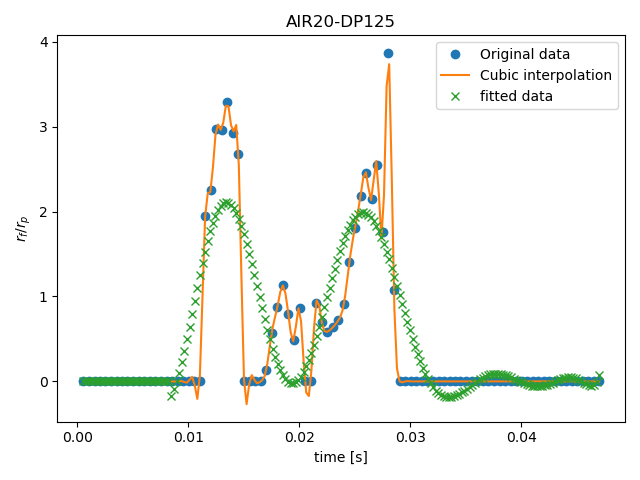 AIR20-DP125
Original data
Cubic interpolation
fitted data
4
3
2
1
0
r_f/r_p
0.00 0.01 0.02 0.03 0.04
time [s]